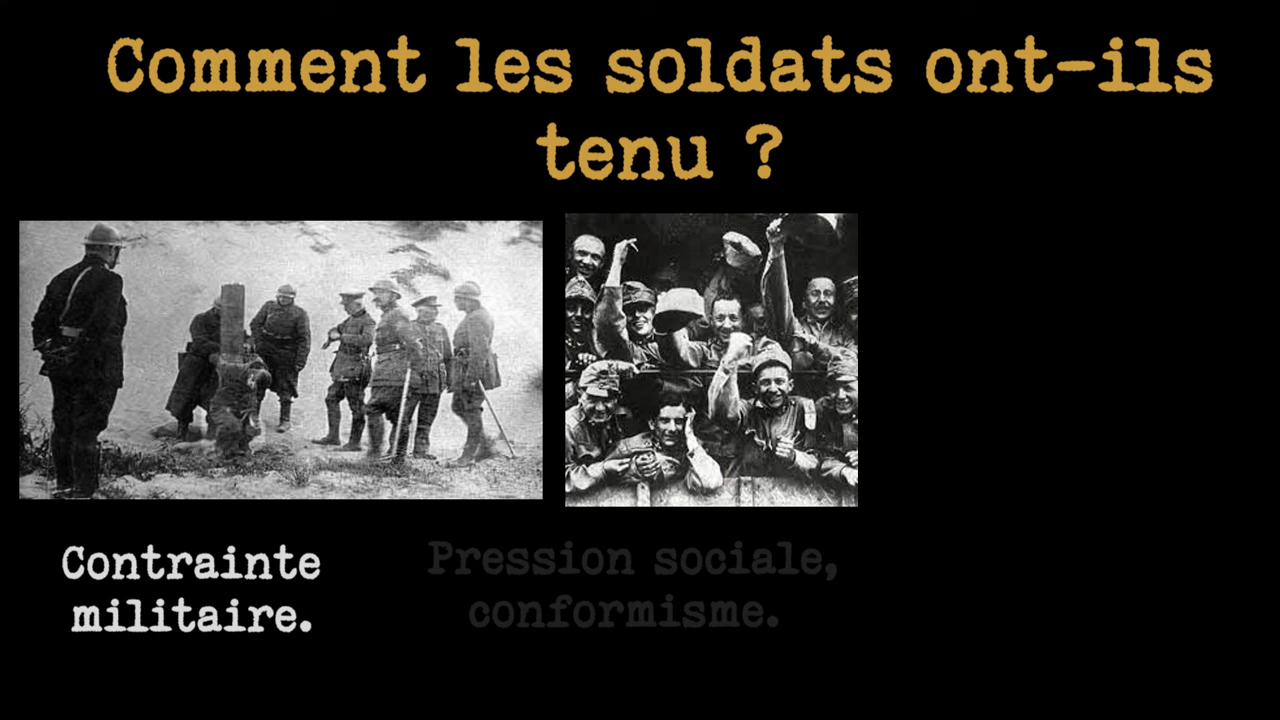 Comment les soldats ont-ils
tenu ?
Contrainte
militaire.
Pression sociale,
conformisme.